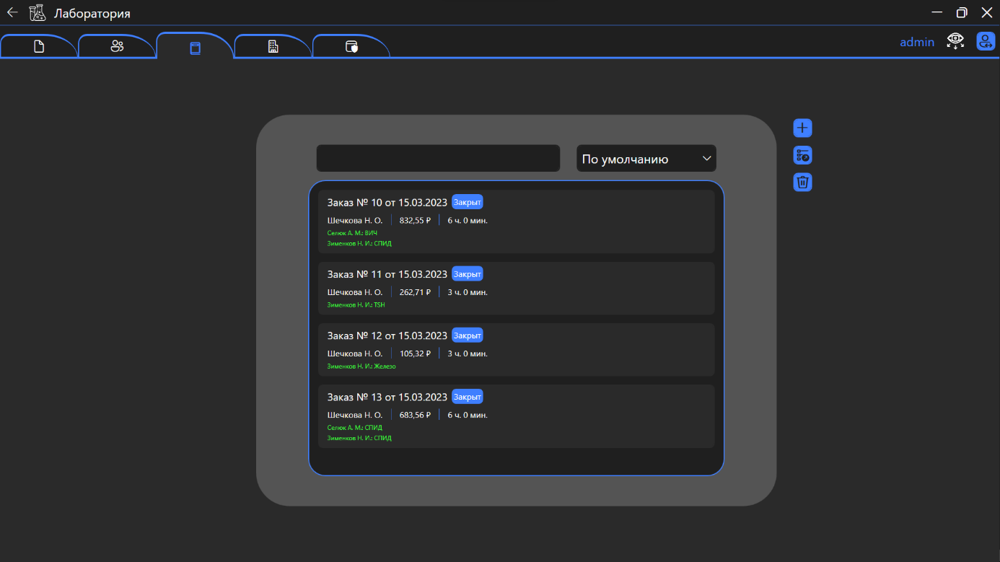 Лаборатория
admin
По умолчанию
Заказ № 10 от 15.03.2023 Закрыт
Шечкова Н. О. 832,55 ₽ 6 ч. 0 мин.
Селюк А. М.: ВИЧ
Зименков Н. И.: СПИД
Заказ № 11 от 15.03.2023 Закрыт
Шечкова Н. О. 262,71 ₽ 3 ч. 0 мин.
Зименков Н. И.: TSH
Заказ № 12 от 15.03.2023 Закрыт
Шечкова Н. О. 105,32 ₽ 3 ч. 0 мин.
Зименков Н. И.: Железо
Заказ № 13 от 15.03.2023 Закрыт
Шечкова Н. О. 683,56 ₽ 6 ч. 0 мин.
Селюк А. М.: СПИД
Зименков Н. И.: СПИД